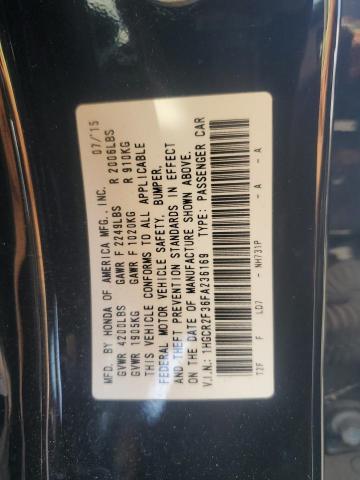 MFD. BY HONDA OF AMERICA MFG., INC. 07/15
GVWR 4200LBS GAWR F 2249LBS R 2006LBS
GVWR 1905KG GAWR F 1020KG R 910KG
THIS VEHICLE CONFORMS TO ALL APPLICABLE
FEDERAL MOTOR VEHICLE SAFETY, BUMPER,
AND THEFT PREVENTION STANDARDS IN EFFECT
ON THE DATE OF MANUFACTURE SHOWN ABOVE.
V.I.N.: 1HGCR2F36FA236169 TYPE: PASSENGER CAR
T2F F LD7 - NH731P - A - A